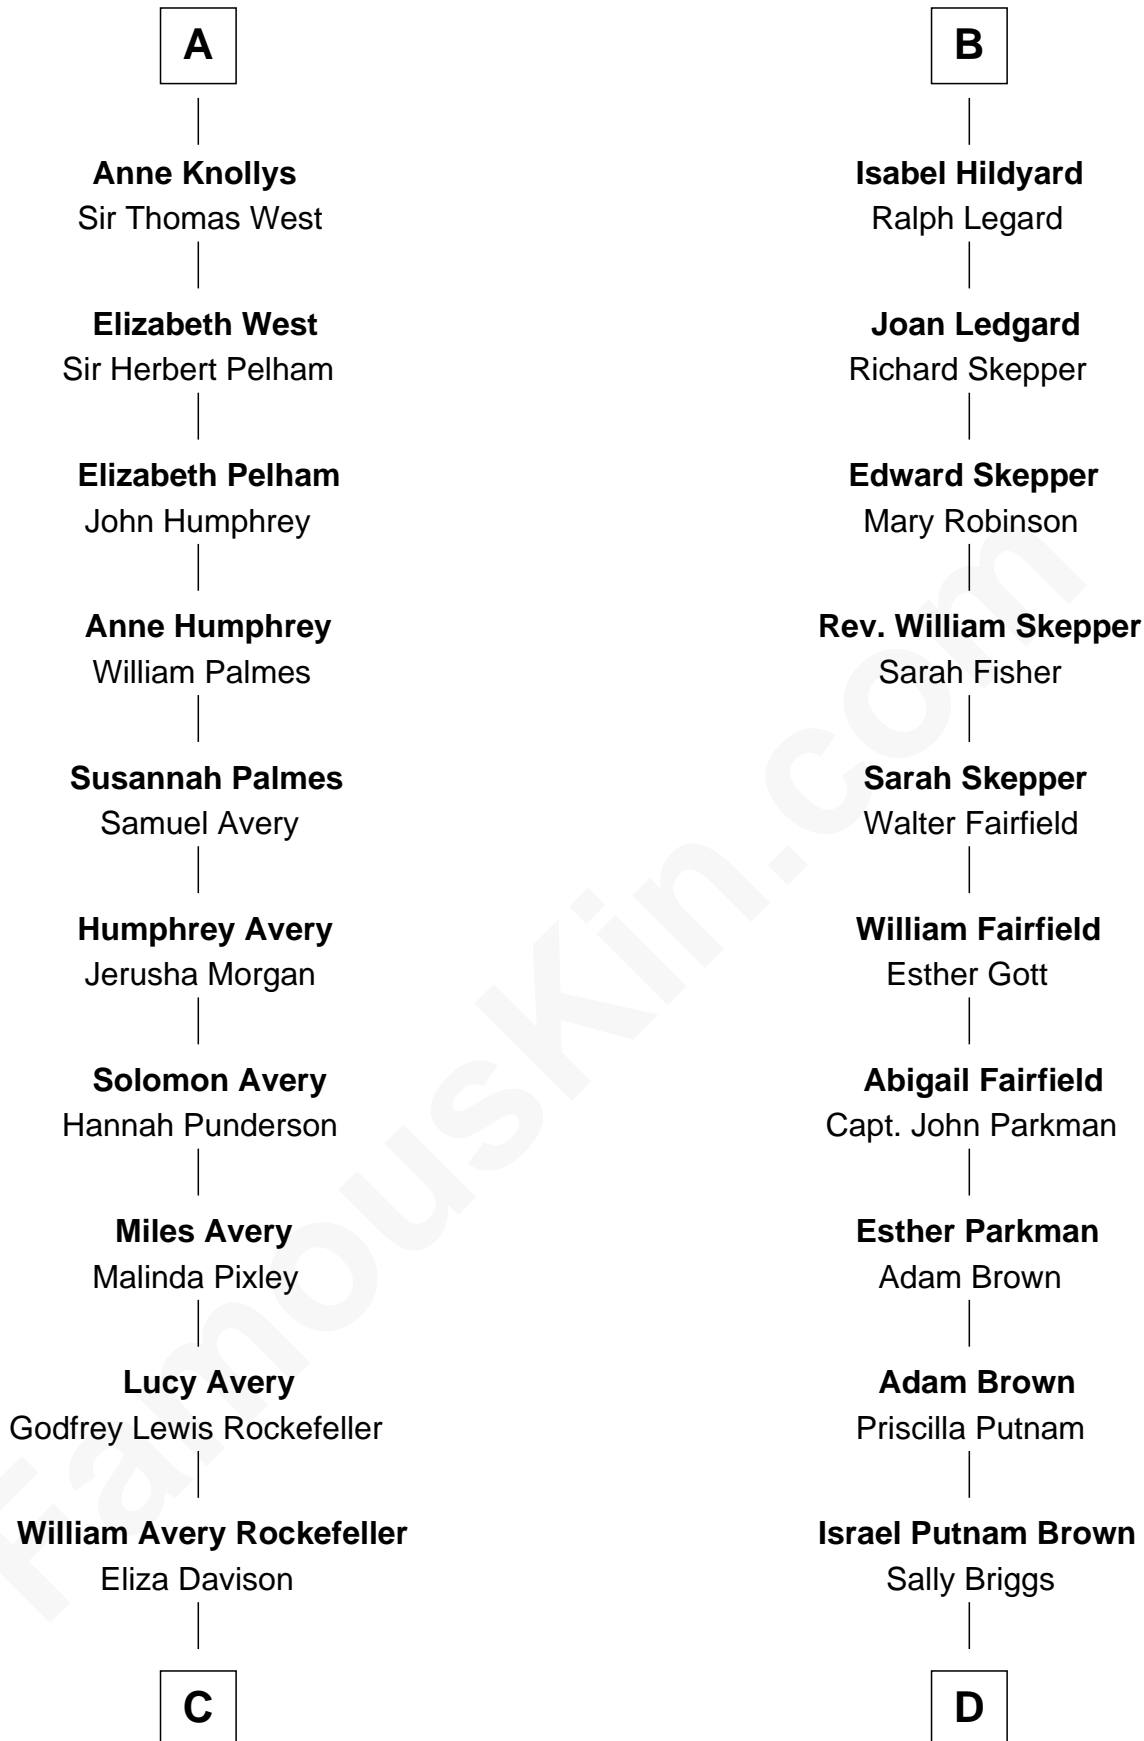 A
Anne Knollys
Sir Thomas West
Elizabeth West
Sir Herbert Pelham
Elizabeth Pelham
John Humphrey
Anne Humphrey
William Palmes
Susannah Palmes
Samuel Avery
Humphrey Avery
Jerusha Morgan
Solomon Avery
Hannah Punderson
Miles Avery
Malinda Pixley
Lucy Avery
Godfrey Lewis Rockefeller
William Avery Rockefeller
Eliza Davison
C
B
Isabel Hildyard
Ralph Legard
Joan Ledgard
Richard Skepper
Edward Skepper
Mary Robinson
Rev. William Skepper
Sarah Fisher
Sarah Skepper
Walter Fairfield
William Fairfield
Esther Gott
Abigail Fairfield
Capt. John Parkman
Esther Parkman
Adam Brown
Adam Brown
Priscilla Putnam
Israel Putnam Brown
Sally Briggs
D
FamousKin.com